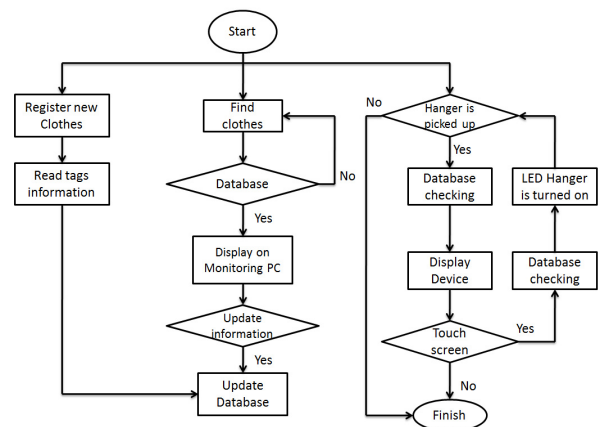 Start
Register new
Clothes
Read tags
information
Find
clothes
Database
No
Yes
Display on
Monitoring PC
Update
information
Yes
Update
Database
No
Hanger is
picked up
Yes
Database
checking
Display
Device
Touch
screen
Yes
Database
checking
LED Hanger
is turned on
No
Finish